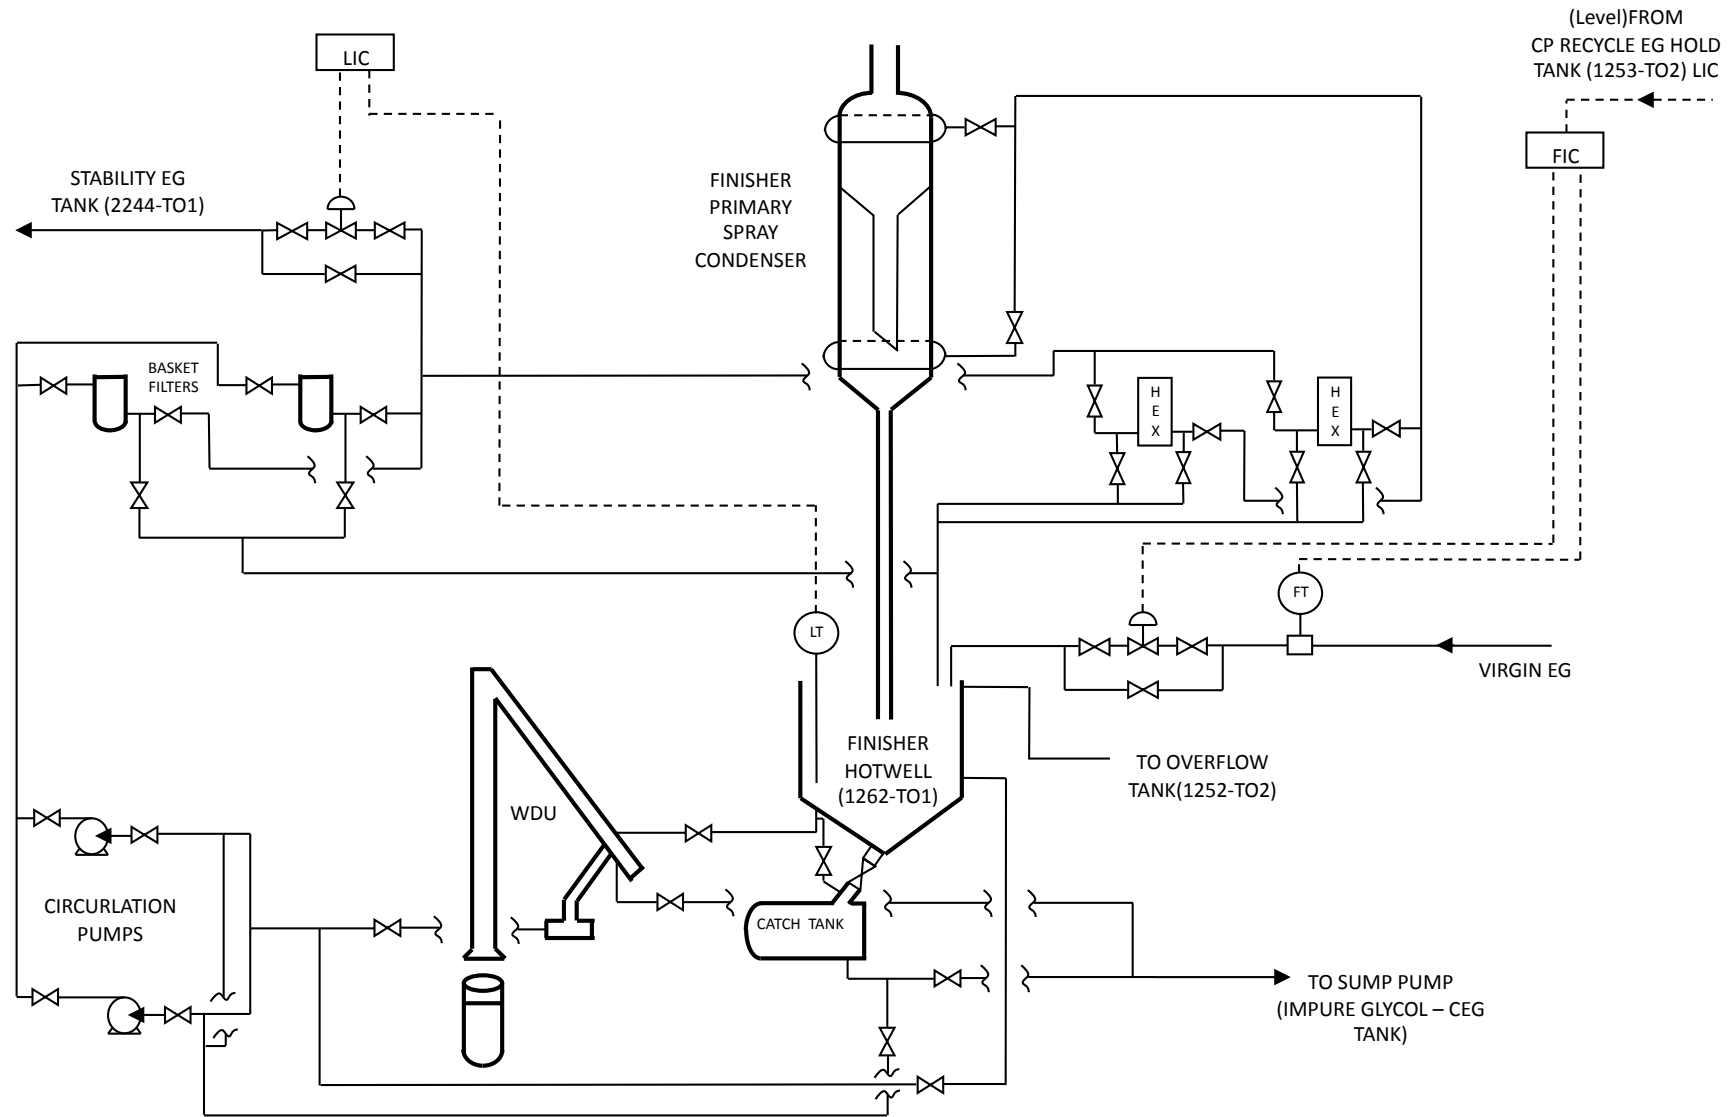 (Level)FROM
CP RECYCLE EG HOLD
TANK (1253-TO2) LIC
LIC
FIC
STABILITY EG
TANK (2244-TO1)
FINISHER
PRIMARY
SPRAY
CONDENSER
BASKET
FILTERS
H
E
X
H
E
X
FT
LT
VIRGIN EG
FINISHER
HOTWELL
(1262-TO1)
TO OVERFLOW
TANK(1252-TO2)
WDU
CIRCURLATION
PUMPS
CATCH TANK
TO SUMP PUMP
(IMPURE GLYCOL – CEG
TANK)